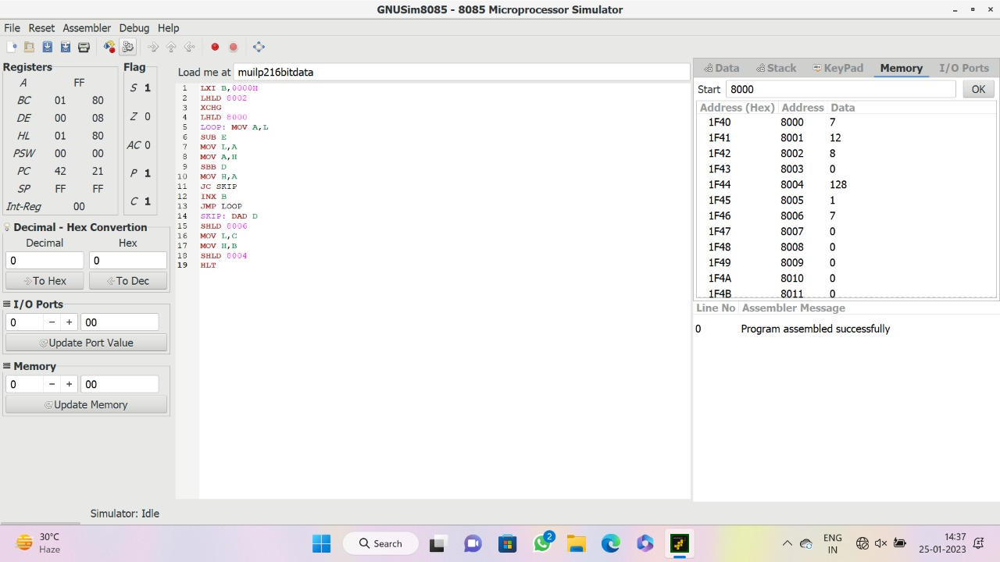 GNUSim8085 - 8085 Microprocessor Simulator
File Reset Assembler Debug Help
Registers
A FF
BC 01 80
DE 00 08
HL 01 80
PSW 00 00
PC 42 21
SP FF FF
Int-Reg 00
Flag
S 1
Z 0
AC 0
P 1
C 1
Decimal - Hex Convertion
Decimal Hex
0 0
To Hex To Dec
I/O Ports
0 − + 00
Update Port Value
Memory
0 − + 00
Update Memory
Load me at muilp216bitdata
1 LXI B,0000H
2 LHLD 8002
3 XCHG
4 LHLD 8000
5 LOOP: MOV A,L
6 SUB E
7 MOV L,A
8 MOV A,H
9 SBB D
10 MOV H,A
11 JC SKIP
12 INX B
13 JMP LOOP
14 SKIP: DAD D
15 SHLD 8006
16 MOV L,C
17 MOV H,B
18 SHLD 8004
19 HLT
Data Stack KeyPad Memory I/O Ports
Start 8000 OK
Address (Hex) Address Data
1F40 8000 7
1F41 8001 12
1F42 8002 8
1F43 8003 0
1F44 8004 128
1F45 8005 1
1F46 8006 7
1F47 8007 0
1F48 8008 0
1F49 8009 0
1F4A 8010 0
1F4B 8011 0
Line No Assembler Message
0 Program assembled successfully
Simulator: Idle
30°C
Haze
Search
2
ENG
IN
14:37
25-01-2023